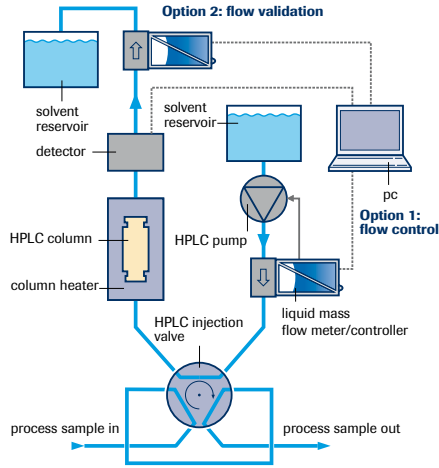 Option 2: flow validation
solvent
reservoir
solvent
reservoir
detector
pc
Option 1:
flow control
HPLC column
HPLC pump
column heater
liquid mass
flow meter/controller
HPLC injection
valve
process sample in
process sample out